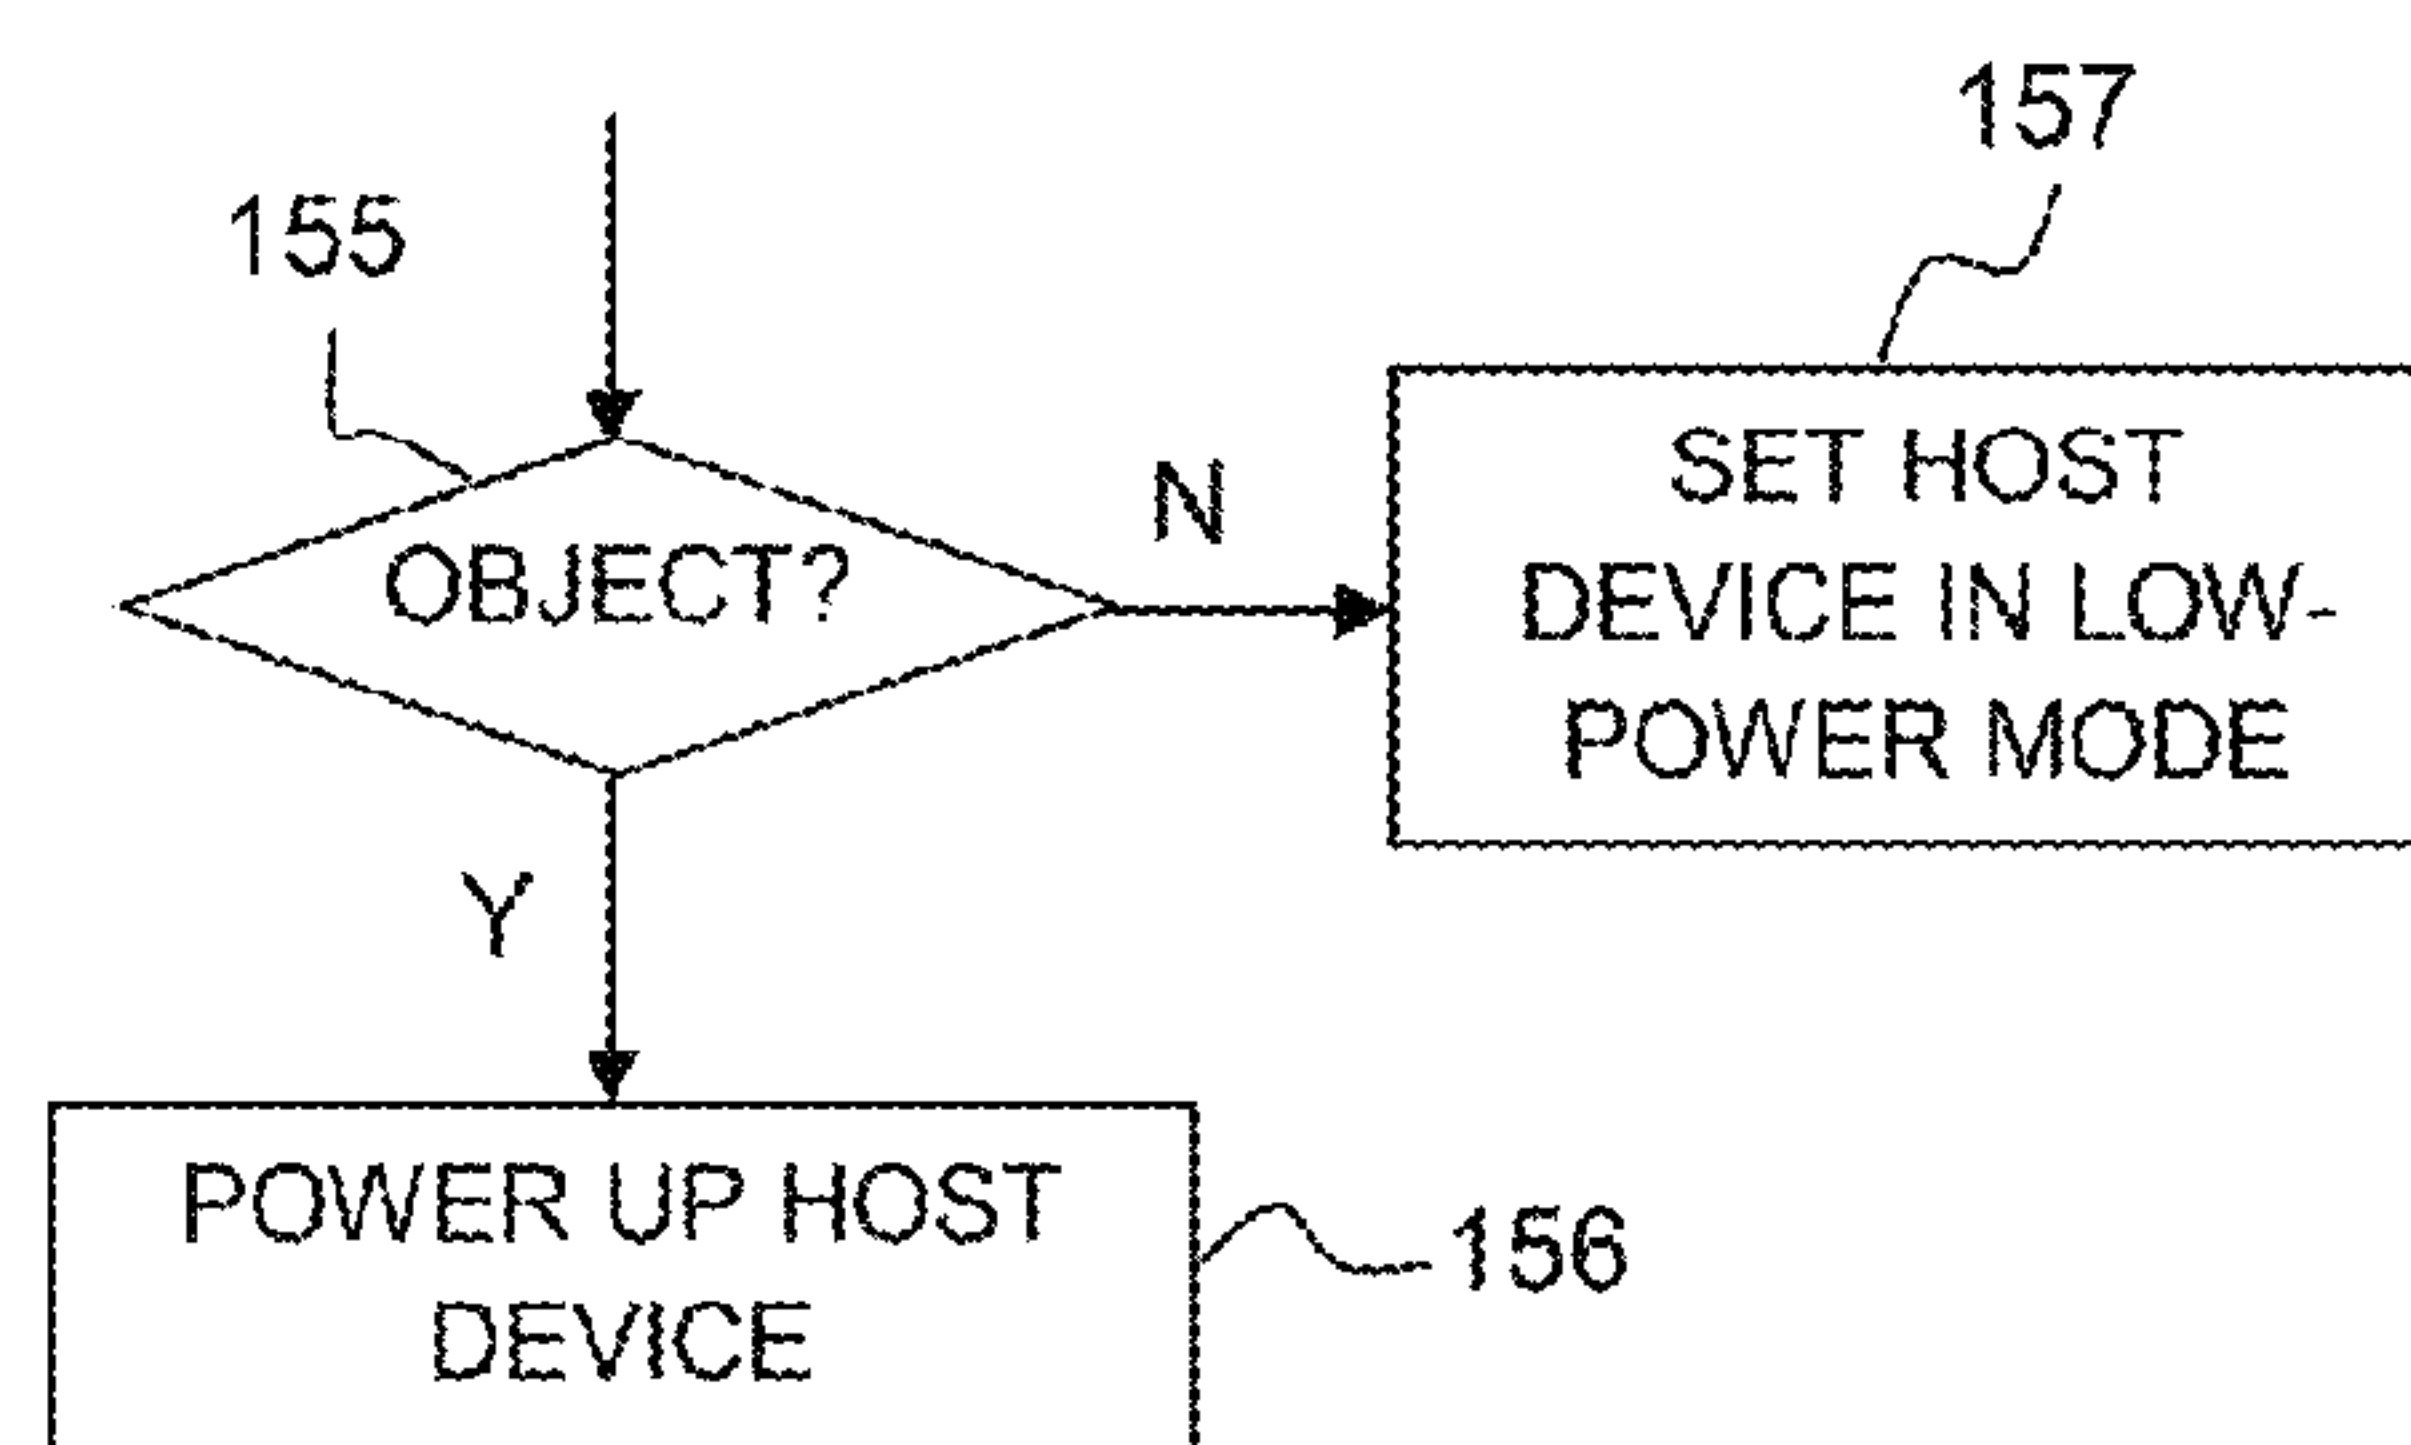 157
155
N
OBJECT?
SET HOST
DEVICE IN LOW-
POWER MODE
Y
POWER UP HOST
DEVICE
156